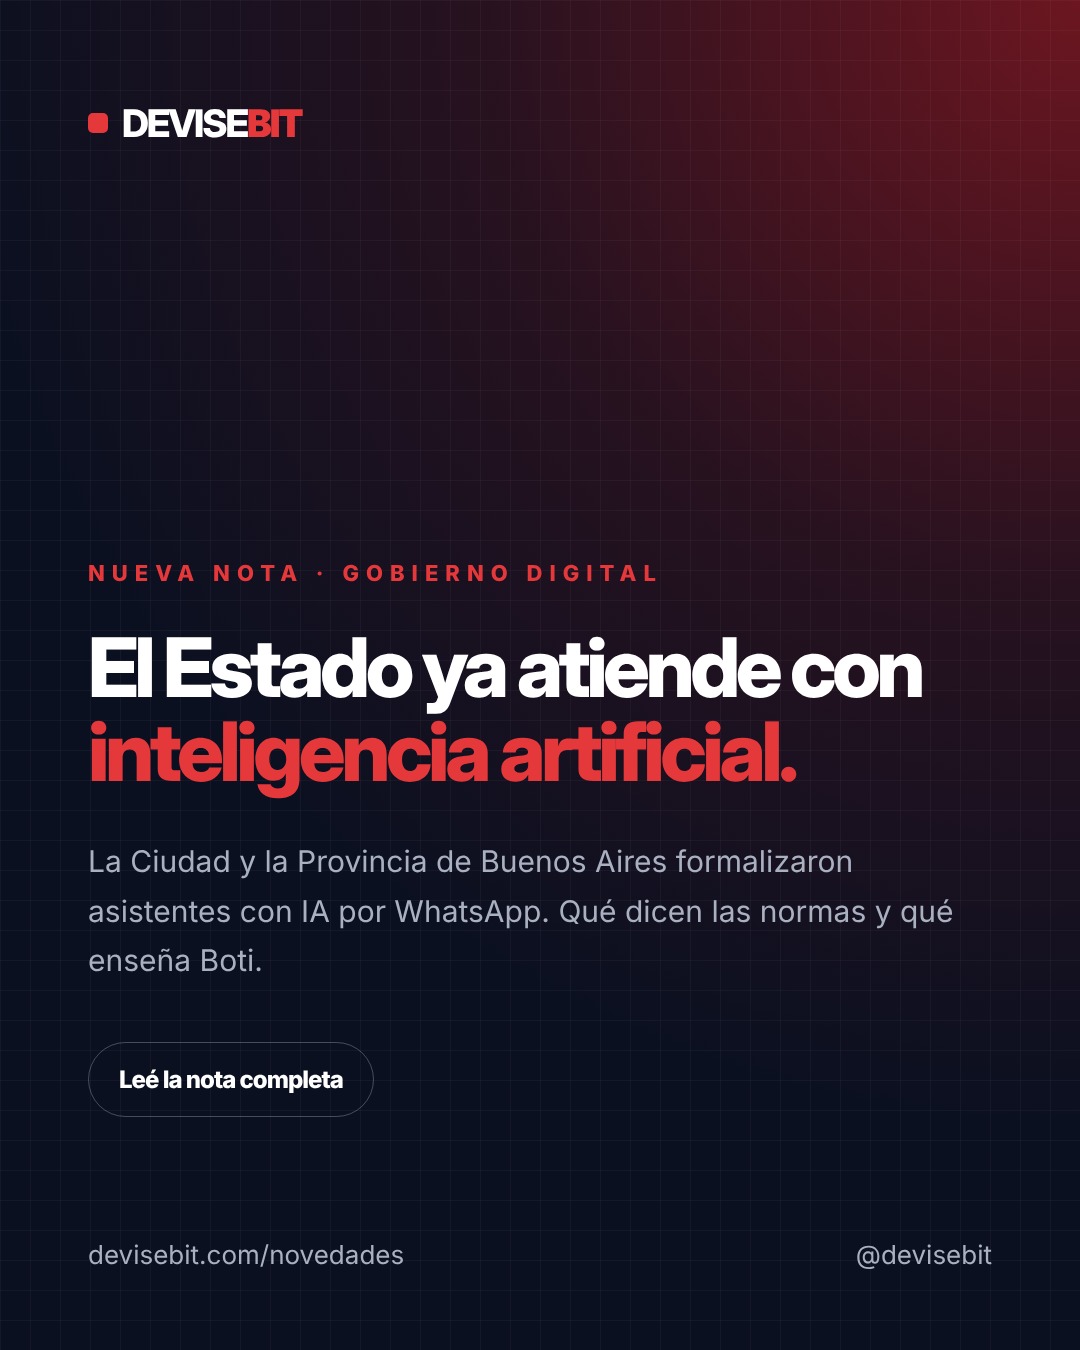 DEVISEBIT
NUEVA NOTA · GOBIERNO DIGITAL
El Estado ya atiende con
inteligencia artificial.
La Ciudad y la Provincia de Buenos Aires formalizaron
asistentes con IA por WhatsApp. Qué dicen las normas y qué
enseña Boti.
Leé la nota completa
devisebit.com/novedades
@devisebit